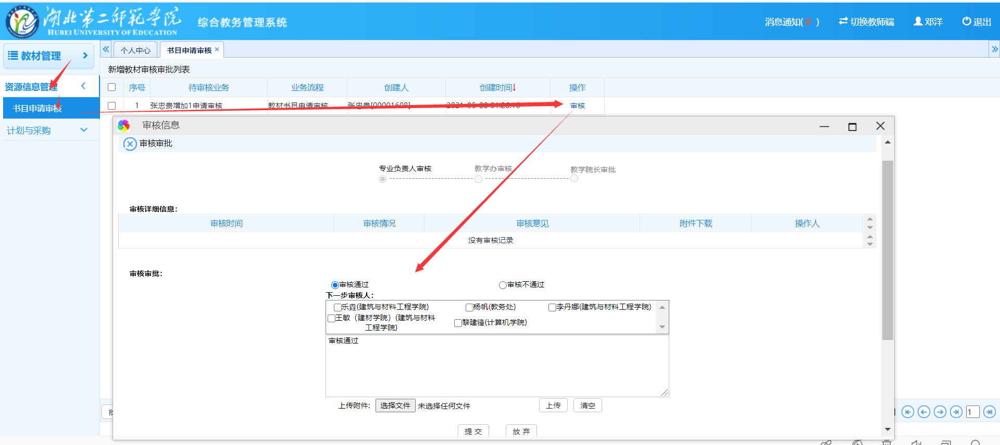 湖北第二师范学院
HUBEI UNIVERSITY OF EDUCATION
综合教务管理系统
消息通知( 0 )
切换教师端
邓洋
退出
教材管理
资源信息管理
书目申请审核
计划与采购
个人中心
书目申请审核
新增教材审核审批列表
序号 待审核业务 业务流程 创建人 创建时间↓ 操作
1 张忠贵增加1申请审核 教材书目申请审核 张忠贵[00001608] 审核
审核信息
审核审批
专业负责人审核 教学办审核 教学院长审批
审核详细信息：
审核时间 审核情况 审核意见 附件下载 操作人
没有审核记录
审核审批：
审核通过 审核不通过
下一步审核人：
乐垚(建筑与材料工程学院) 杨帆(教务处) 李丹娜(建筑与材料工程学院)
王敏（建材学院）(建筑与材料
工程学院) 黎建锋(计算机学院)
审核通过
上传附件: 选择文件 未选择任何文件 上传 清空
提 交 放 弃
1